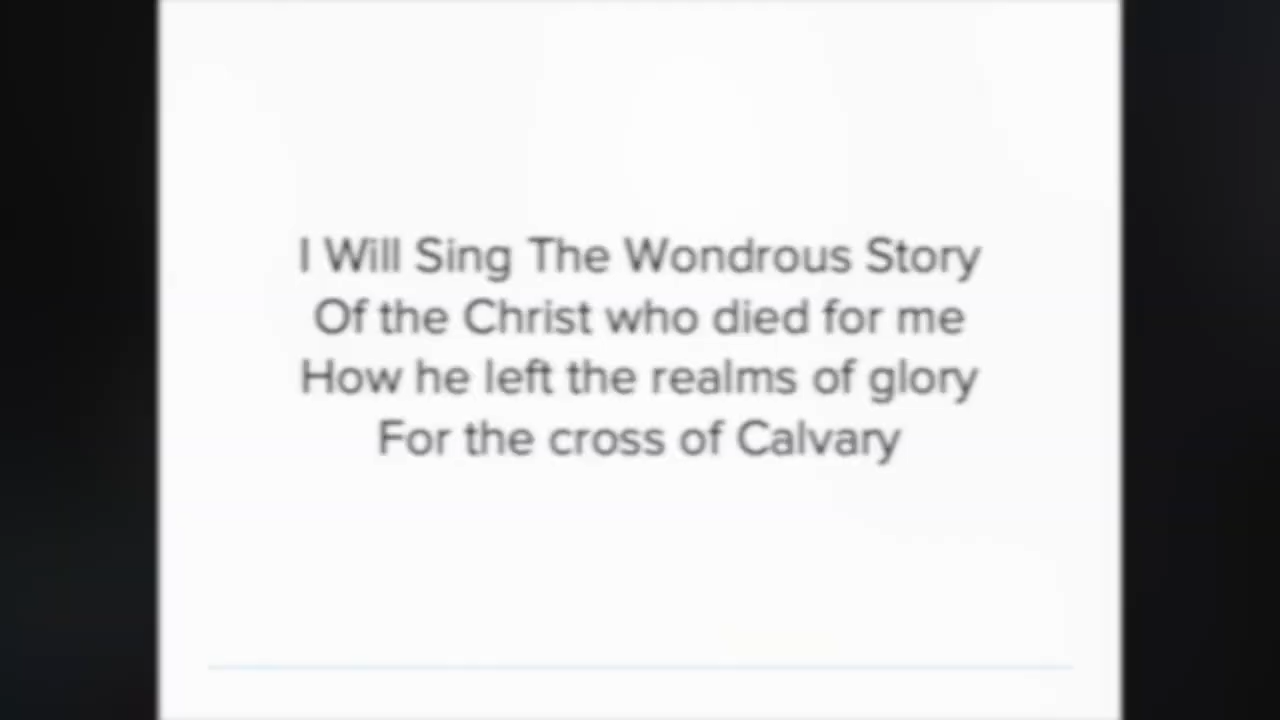 I Will Sing The Wondrous Story
Of the Christ who died for me
How he left the realms of glory
For the cross of Calvary